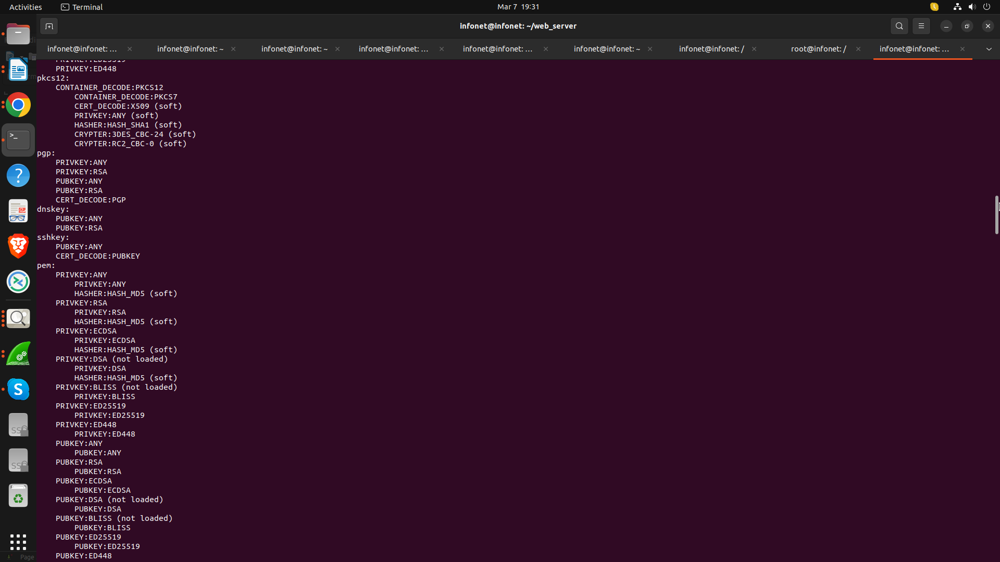 Activities
Terminal
Mar 7 19:31
infonet@infonet: ~/web_server
infonet@infonet: ...
infonet@infonet: ~
infonet@infonet: ~
infonet@infonet: ...
infonet@infonet: ...
infonet@infonet: ~
infonet@infonet: /
root@infonet: /
infonet@infonet: ...
PRIVKEY:ED25519
PRIVKEY:ED448
pkcs12:
CONTAINER_DECODE:PKCS12
CONTAINER_DECODE:PKCS7
CERT_DECODE:X509 (soft)
PRIVKEY:ANY (soft)
HASHER:HASH_SHA1 (soft)
CRYPTER:3DES_CBC-24 (soft)
CRYPTER:RC2_CBC-0 (soft)
pgp:
PRIVKEY:ANY
PRIVKEY:RSA
PUBKEY:ANY
PUBKEY:RSA
CERT_DECODE:PGP
dnskey:
PUBKEY:ANY
PUBKEY:RSA
sshkey:
PUBKEY:ANY
CERT_DECODE:PUBKEY
pem:
PRIVKEY:ANY
PRIVKEY:ANY
HASHER:HASH_MD5 (soft)
PRIVKEY:RSA
PRIVKEY:RSA
HASHER:HASH_MD5 (soft)
PRIVKEY:ECDSA
PRIVKEY:ECDSA
HASHER:HASH_MD5 (soft)
PRIVKEY:DSA (not loaded)
PRIVKEY:DSA
HASHER:HASH_MD5 (soft)
PRIVKEY:BLISS (not loaded)
PRIVKEY:BLISS
PRIVKEY:ED25519
PRIVKEY:ED25519
PRIVKEY:ED448
PRIVKEY:ED448
PUBKEY:ANY
PUBKEY:ANY
PUBKEY:RSA
PUBKEY:RSA
PUBKEY:ECDSA
PUBKEY:ECDSA
PUBKEY:DSA (not loaded)
PUBKEY:DSA
PUBKEY:BLISS (not loaded)
PUBKEY:BLISS
PUBKEY:ED25519
PUBKEY:ED25519
PUBKEY:ED448
Page